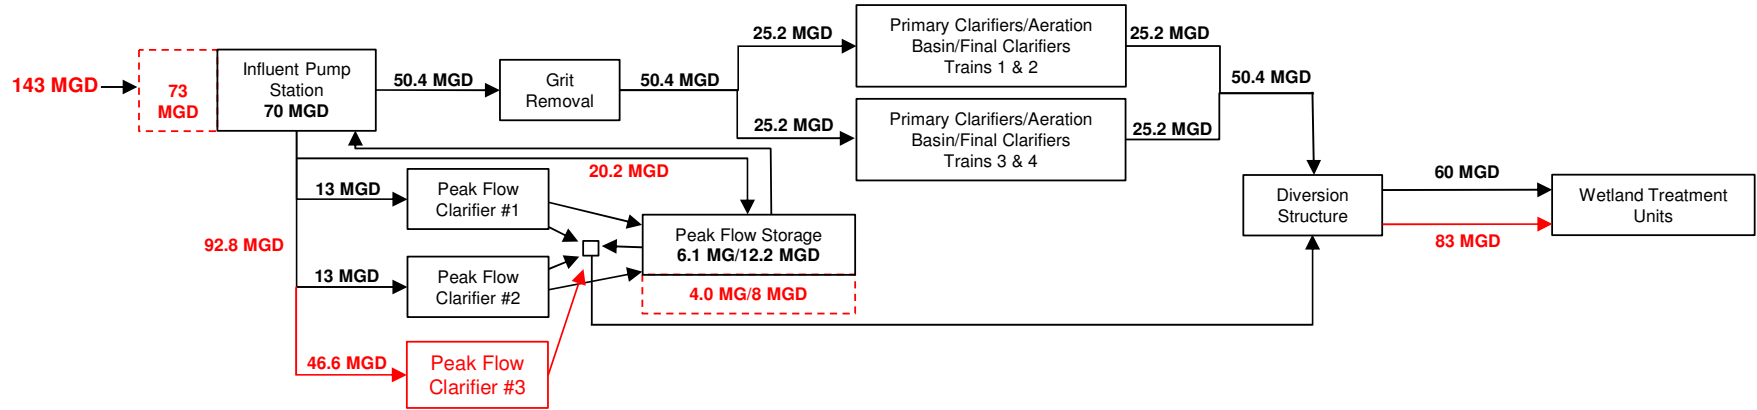 143 MGD
73
MGD
Influent Pump
Station
70 MGD
50.4 MGD
Grit
Removal
50.4 MGD
25.2 MGD
Primary Clarifiers/Aeration
Basin/Final Clarifiers
Trains 1 & 2
25.2 MGD
50.4 MGD
25.2 MGD
Primary Clarifiers/Aeration
Basin/Final Clarifiers
Trains 3 & 4
25.2 MGD
20.2 MGD
13 MGD
Peak Flow
Clarifier #1
92.8 MGD
13 MGD
Peak Flow
Clarifier #2
Peak Flow Storage
6.1 MG/12.2 MGD
4.0 MG/8 MGD
46.6 MGD
Peak Flow
Clarifier #3
Diversion
Structure
60 MGD
83 MGD
Wetland Treatment
Units